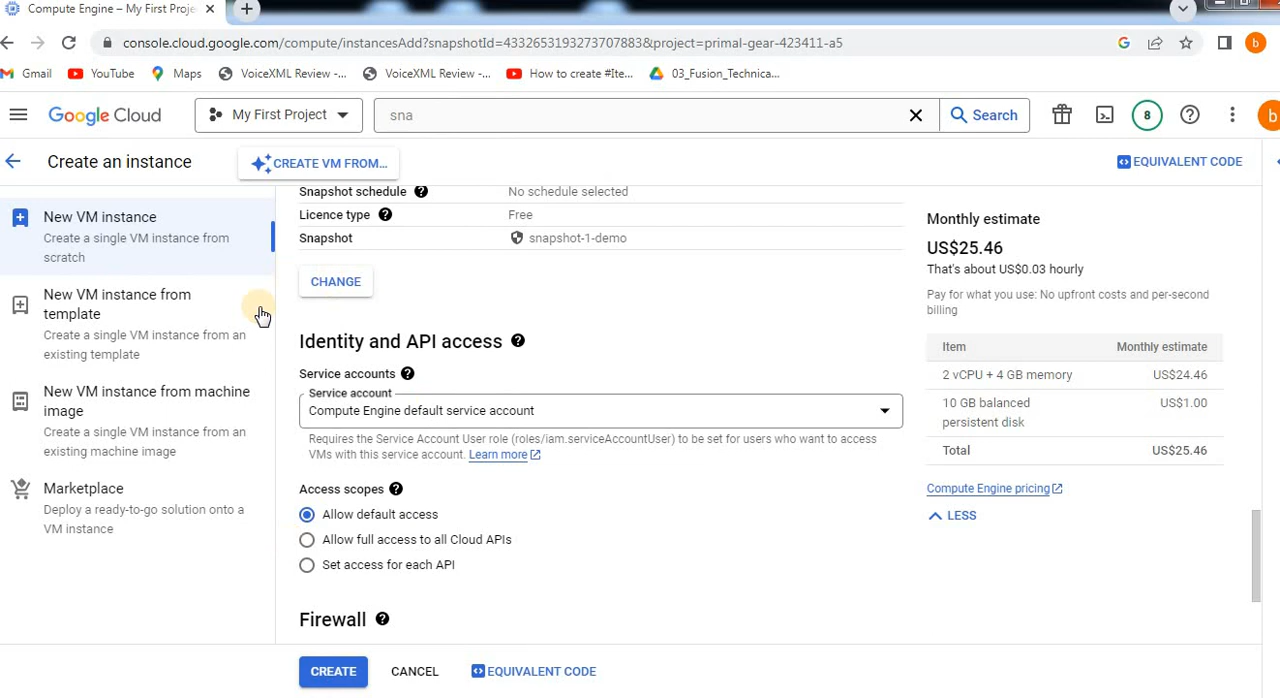 Compute Engine – My First Proje
console.cloud.google.com/compute/instancesAdd?snapshotId=4332653193273707883&project=primal-gear-423411-a5
Gmail YouTube Maps VoiceXML Review -... VoiceXML Review -... How to create #Ite... 03_Fusion_Technica...
Google Cloud My First Project sna Search 8 b
Create an instance CREATE VM FROM... EQUIVALENT CODE
New VM instance
Create a single VM instance from
scratch
New VM instance from
template
Create a single VM instance from an
existing template
New VM instance from machine
image
Create a single VM instance from an
existing machine image
Marketplace
Deploy a ready-to-go solution onto a
VM instance
Snapshot schedule No schedule selected
Licence type Free
Snapshot snapshot-1-demo
CHANGE
Identity and API access
Service accounts
Service account
Compute Engine default service account
Requires the Service Account User role (roles/iam.serviceAccountUser) to be set for users who want to access
VMs with this service account. Learn more
Access scopes
Allow default access
Allow full access to all Cloud APIs
Set access for each API
Firewall
CREATE CANCEL EQUIVALENT CODE
Monthly estimate
US$25.46
That's about US$0.03 hourly
Pay for what you use: No upfront costs and per-second
billing
Item Monthly estimate
2 vCPU + 4 GB memory US$24.46
10 GB balanced US$1.00
persistent disk
Total US$25.46
Compute Engine pricing
LESS